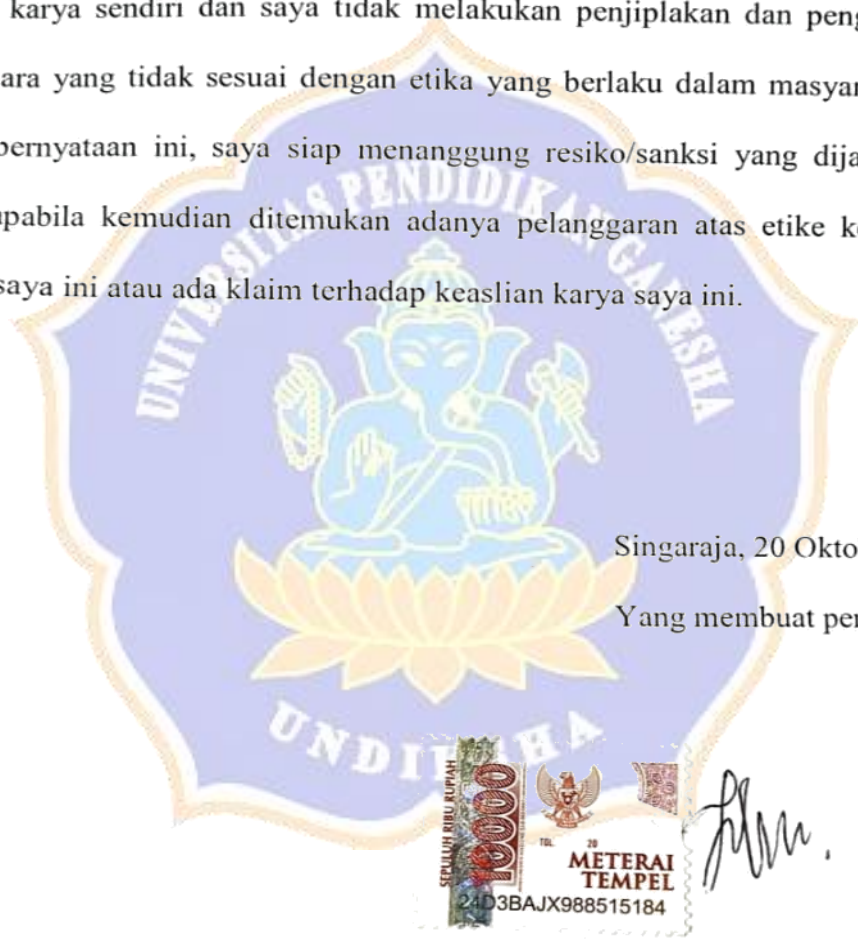 karya sendiri dan saya tidak melakukan penjiplakan dan peng
ara yang tidak sesuai dengan etika yang berlaku dalam masyar
pernyataan ini, saya siap menanggung resiko/sanksi yang dija
apabila kemudian ditemukan adanya pelanggaran atas etike ke
saya ini atau ada klaim terhadap keaslian karya saya ini.
UNIVERSITAS PENDIDIKAN GANESHA
Singaraja, 20 Okto
Yang membuat per
UNDIKSHA
SEPULUH RIBU RUPIAH
10000
TGL. 20
METERAI
TEMPEL
24D3BAJX988515184